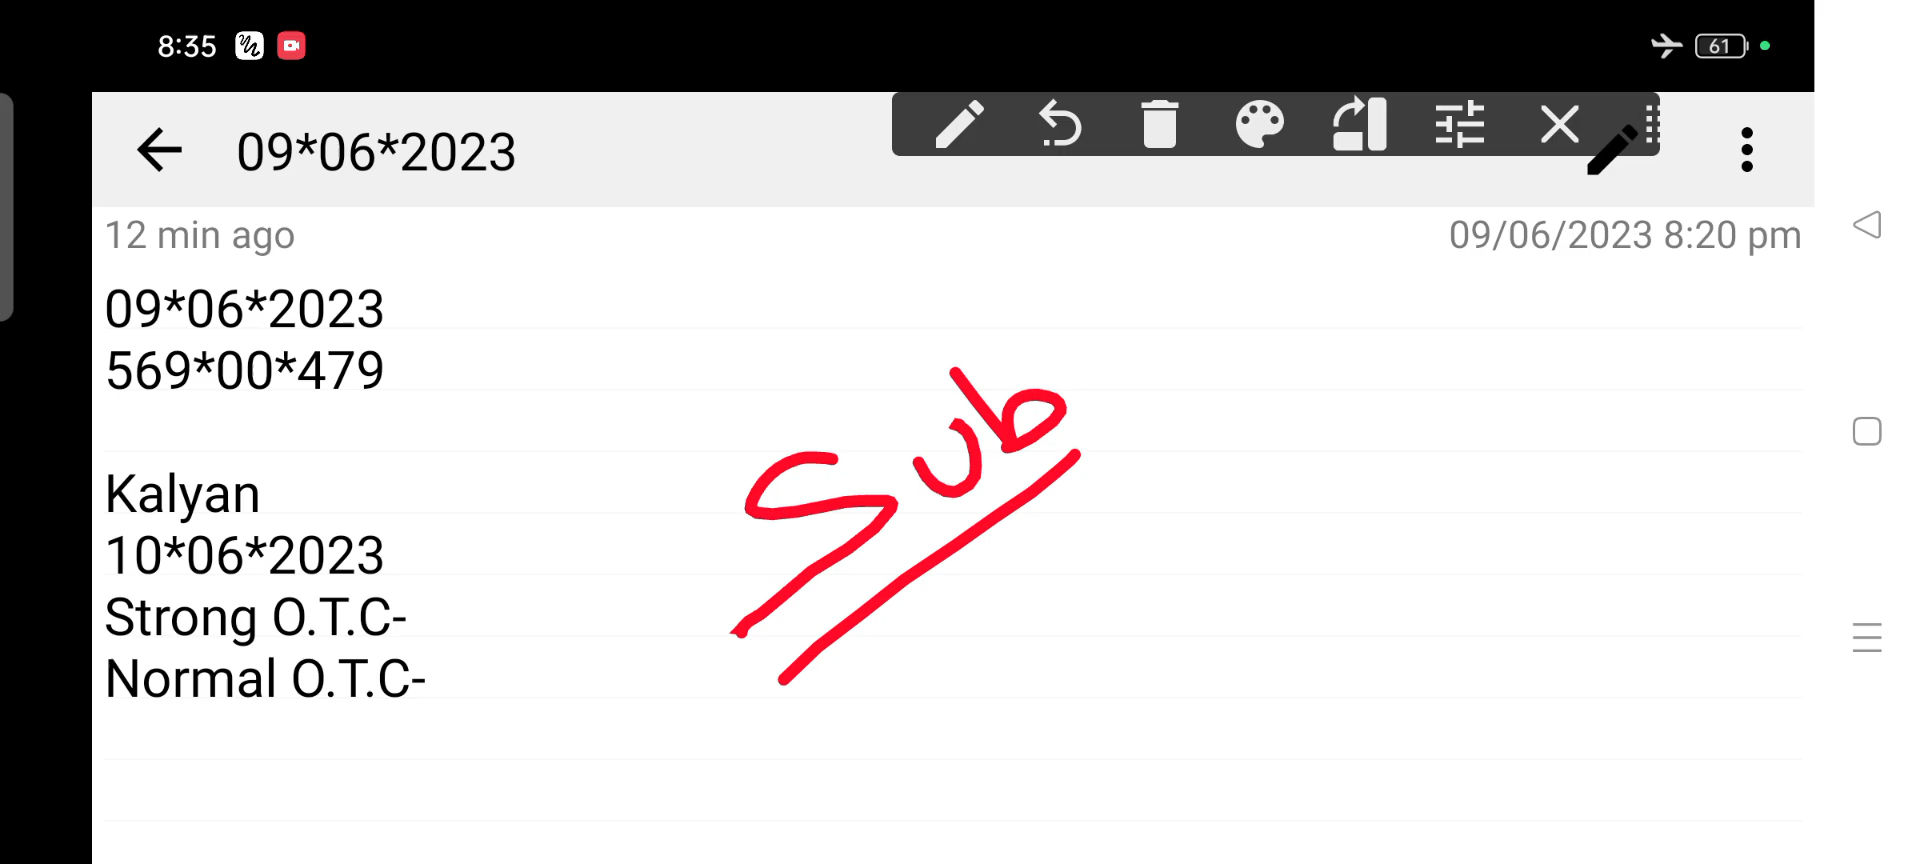 8:35
61
09*06*2023
12 min ago
09/06/2023 8:20 pm
09*06*2023
569*00*479
Sub
Kalyan
10*06*2023
Strong O.T.C-
Normal O.T.C-